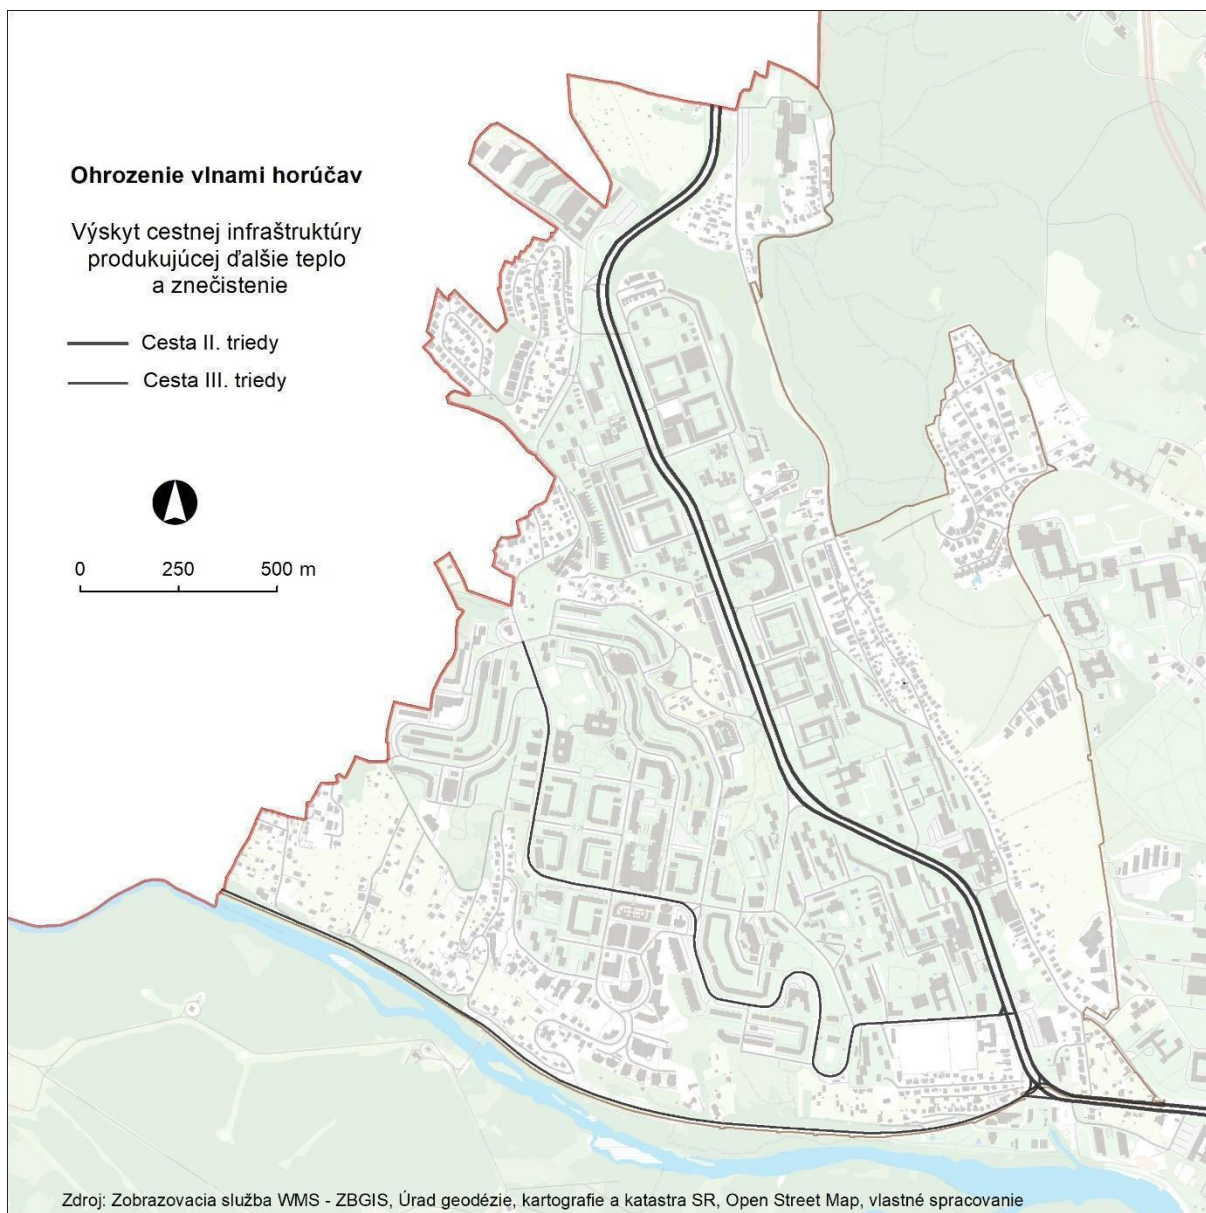 Ohrozenie vlnami horúčav
Výskyt cestnej infraštruktúry
produkujúcej ďalšie teplo
a znečistenie
Cesta II. triedy
Cesta III. triedy
0 250 500 m
Zdroj: Zobrazovacia služba WMS - ZBGIS, Úrad geodézie, kartografie a katastra SR, Open Street Map, vlastné spracovanie